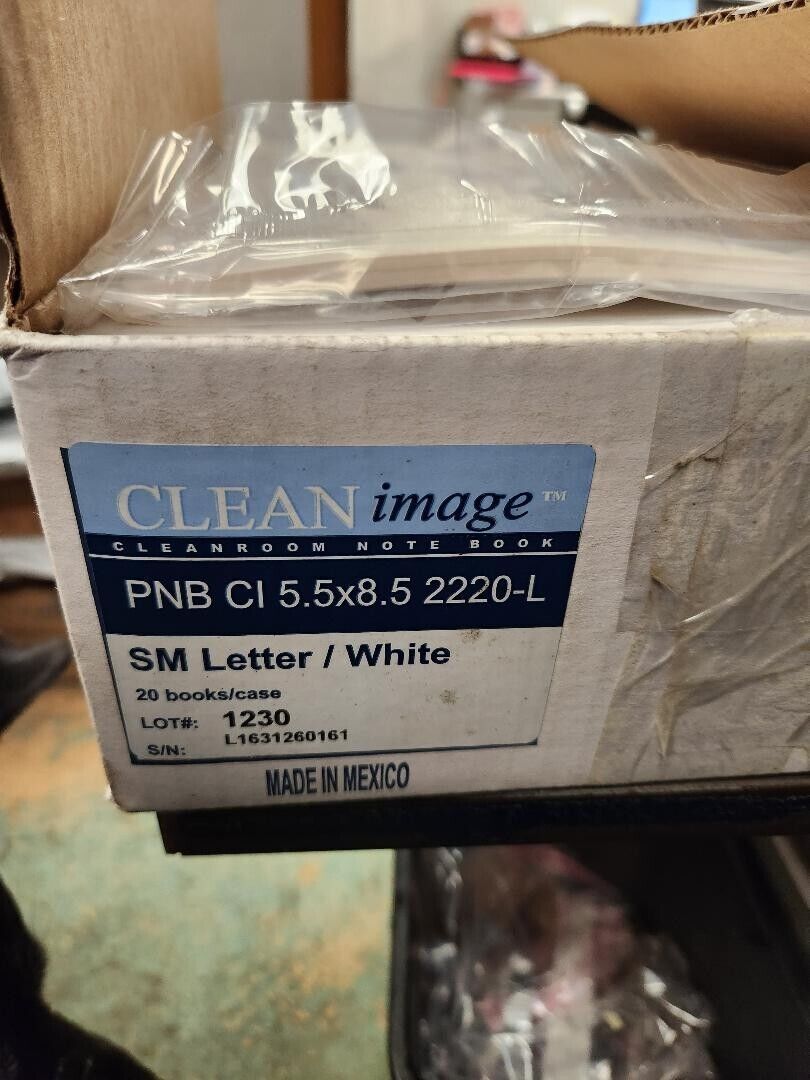 CLEAN image™
CLEANROOM NOTE BOOK
PNB CI 5.5x8.5 2220-L
SM Letter / White
20 books/case
LOT#: 1230
S/N: L1631260161
MADE IN MEXICO